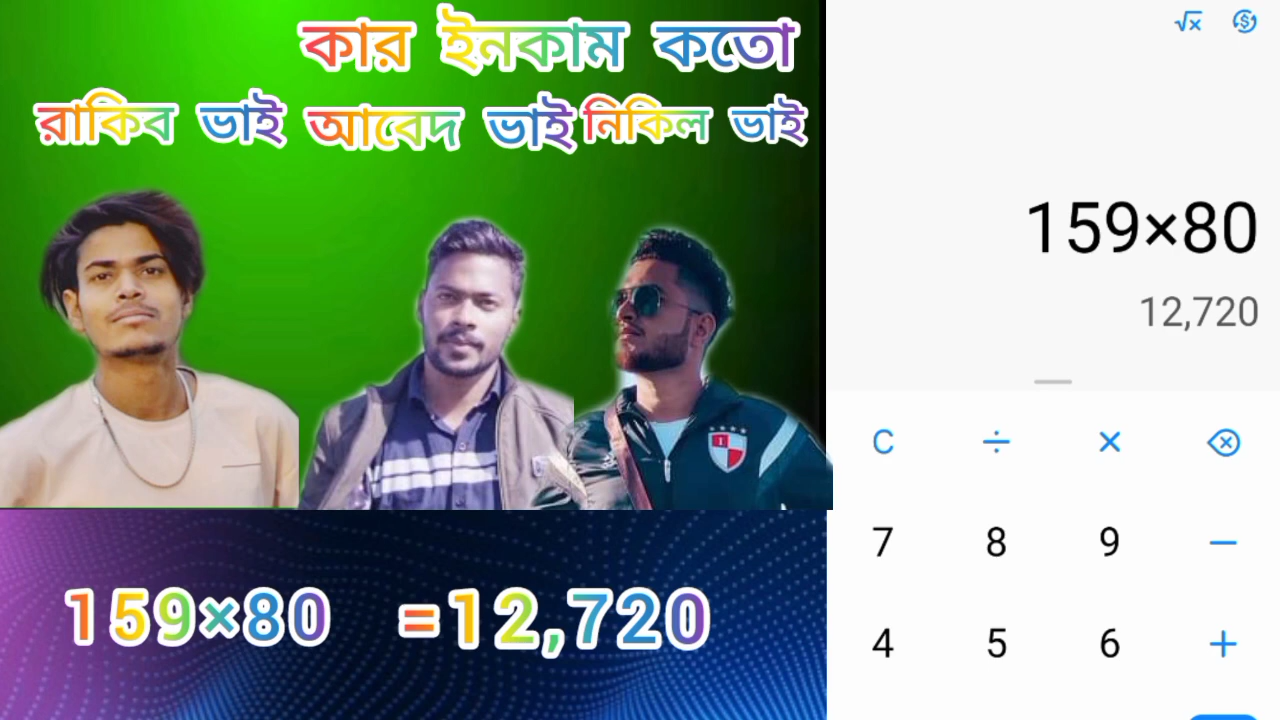 কার ইনকাম কতো
রাকিব ভাই আবেদ ভাই নিকিল ভাই
159×80 =12,720
√x $
159×80
12,720
C ÷ ×
7 8 9 −
4 5 6 +